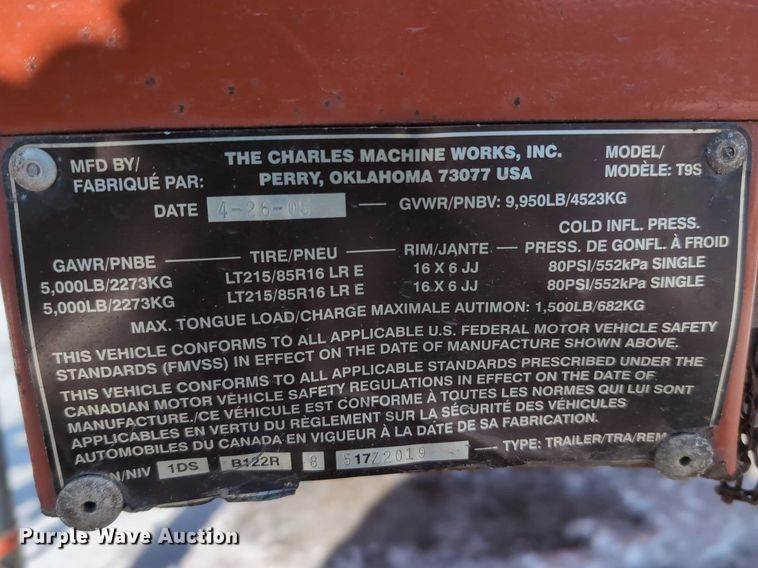 MFD BY/ THE CHARLES MACHINE WORKS, INC. MODEL/
FABRIQUÉ PAR: PERRY, OKLAHOMA 73077 USA MODÈLE: T9S
DATE 4-26-05 GVWR/PNBV: 9,950LB/4523KG
COLD INFL. PRESS.
GAWR/PNBE TIRE/PNEU RIM/JANTE PRESS. DE GONFL. À FROID
5,000LB/2273KG LT215/85R16 LR E 16 X 6 JJ 80PSI/552kPa SINGLE
5,000LB/2273KG LT215/85R16 LR E 16 X 6 JJ 80PSI/552kPa SINGLE
MAX. TONGUE LOAD/CHARGE MAXIMALE AUTIMON: 1,500LB/682KG
THIS VEHICLE CONFORMS TO ALL APPLICABLE U.S. FEDERAL MOTOR VEHICLE SAFETY
STANDARDS (FMVSS) IN EFFECT ON THE DATE OF MANUFACTURE SHOWN ABOVE.
THIS VEHICLE CONFORMS TO ALL APPLICABLE STANDARDS PRESCRIBED UNDER THE
CANADIAN MOTOR VEHICLE SAFETY REGULATIONS IN EFFECT ON THE DATE OF
MANUFACTURE./CE VÉHICULE EST CONFORME À TOUTES LES NORMES QUI LUI SONT
APPLICABLES EN VERTU DU RÈGLEMENT SUR LA SÉCURITÉ DES VÉHICULES
AUTOMOBILES DU CANADA EN VIGUEUR À LA DATE DE SA FABRICATION.
N/NIV 1DS B122R 8 517Z2019 TYPE: TRAILER/TRA/REM
Purple Wave Auction